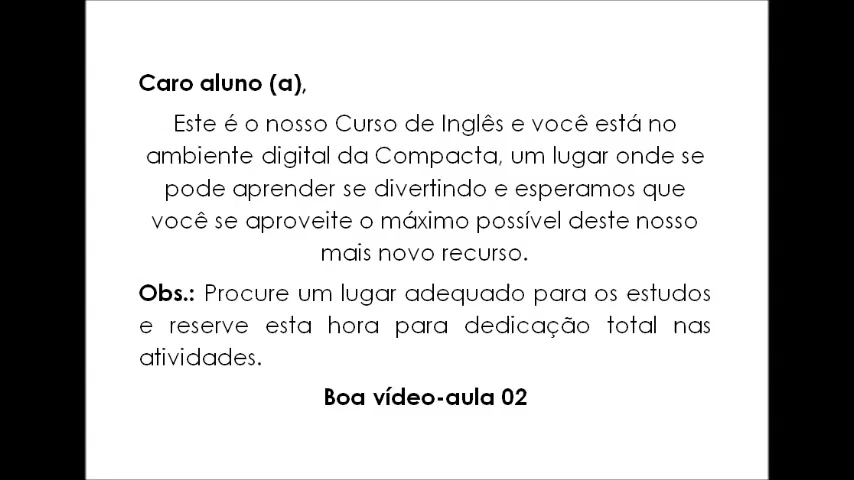 Caro aluno (a),
Este é o nosso Curso de Inglês e você está no
ambiente digital da Compacta, um lugar onde se
pode aprender se divertindo e esperamos que
você se aproveite o máximo possível deste nosso
mais novo recurso.
Obs.: Procure um lugar adequado para os estudos
e reserve esta hora para dedicação total nas
atividades.
Boa vídeo-aula 02